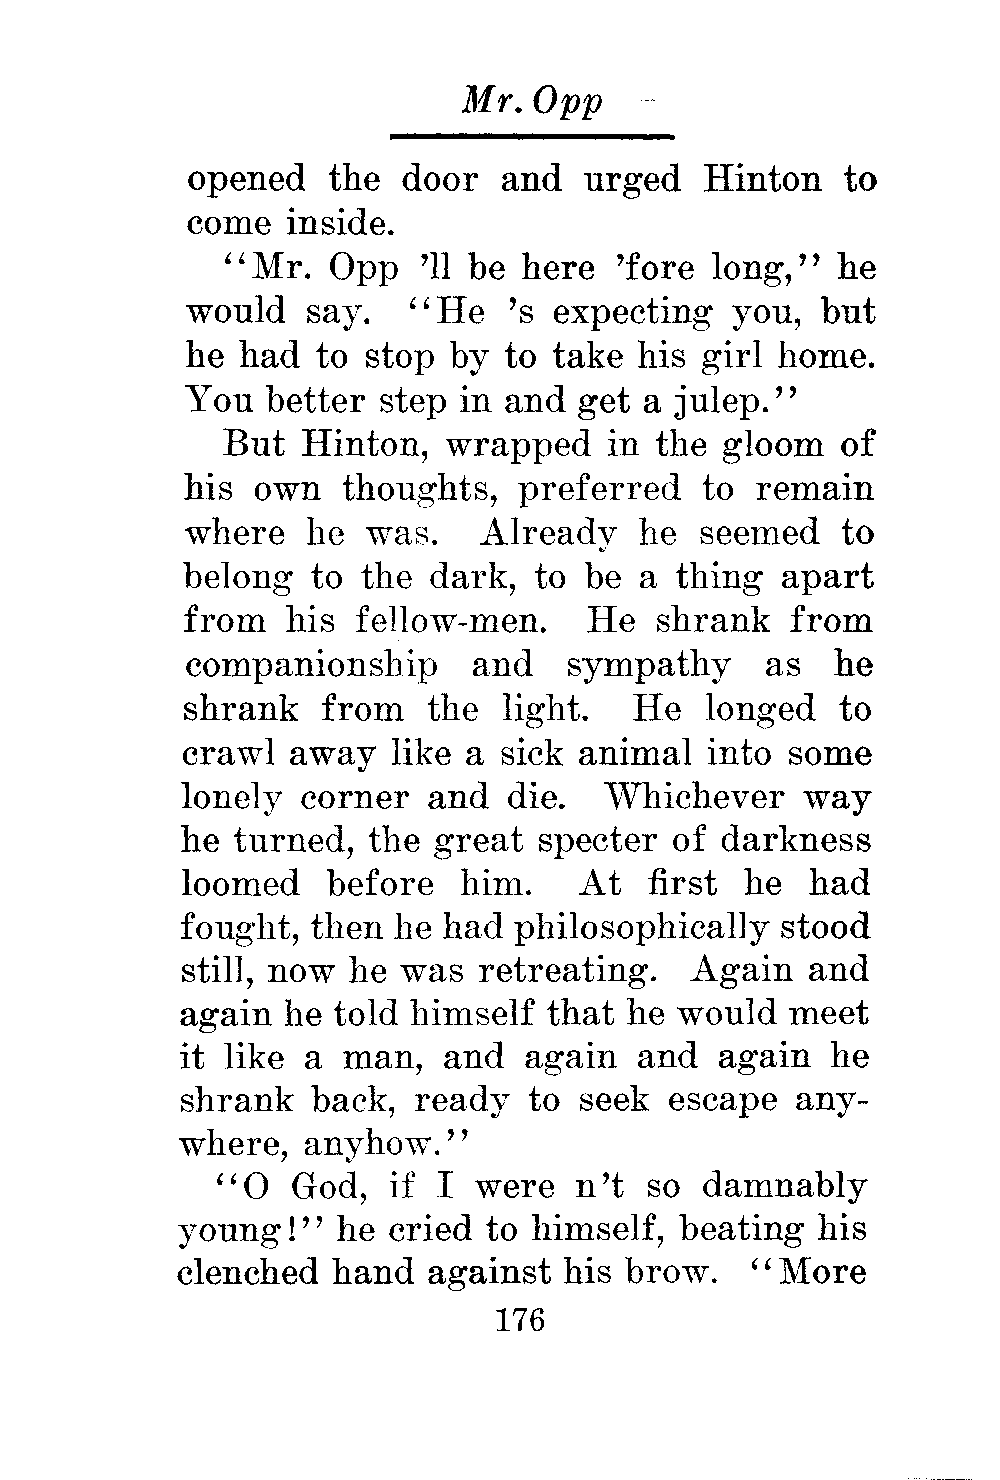 Mr. Opp
opened the door and urged Hinton to
come inside.
"Mr. Opp 'll be here 'fore long," he
would say. "He 's expecting you, but
he had to stop by to take his girl home.
You better step in and get a julep."
But Hinton, wrapped in the gloom of
his own thoughts, preferred to remain
where he was. Already he seemed to
belong to the dark, to be a thing apart
from his fellow-men. He shrank from
companionship and sympathy as he
shrank from the light. He longed to
crawl away like a sick animal into some
lonely corner and die. Whichever way
he turned, the great specter of darkness
loomed before him. At first he had
fought, then he had philosophically stood
still, now he was retreating. Again and
again he told himself that he would meet
it like a man, and again and again he
shrank back, ready to seek escape any-
where, anyhow."
"O God, if I were n't so damnably
young!" he cried to himself, beating his
clenched hand against his brow. "More
176